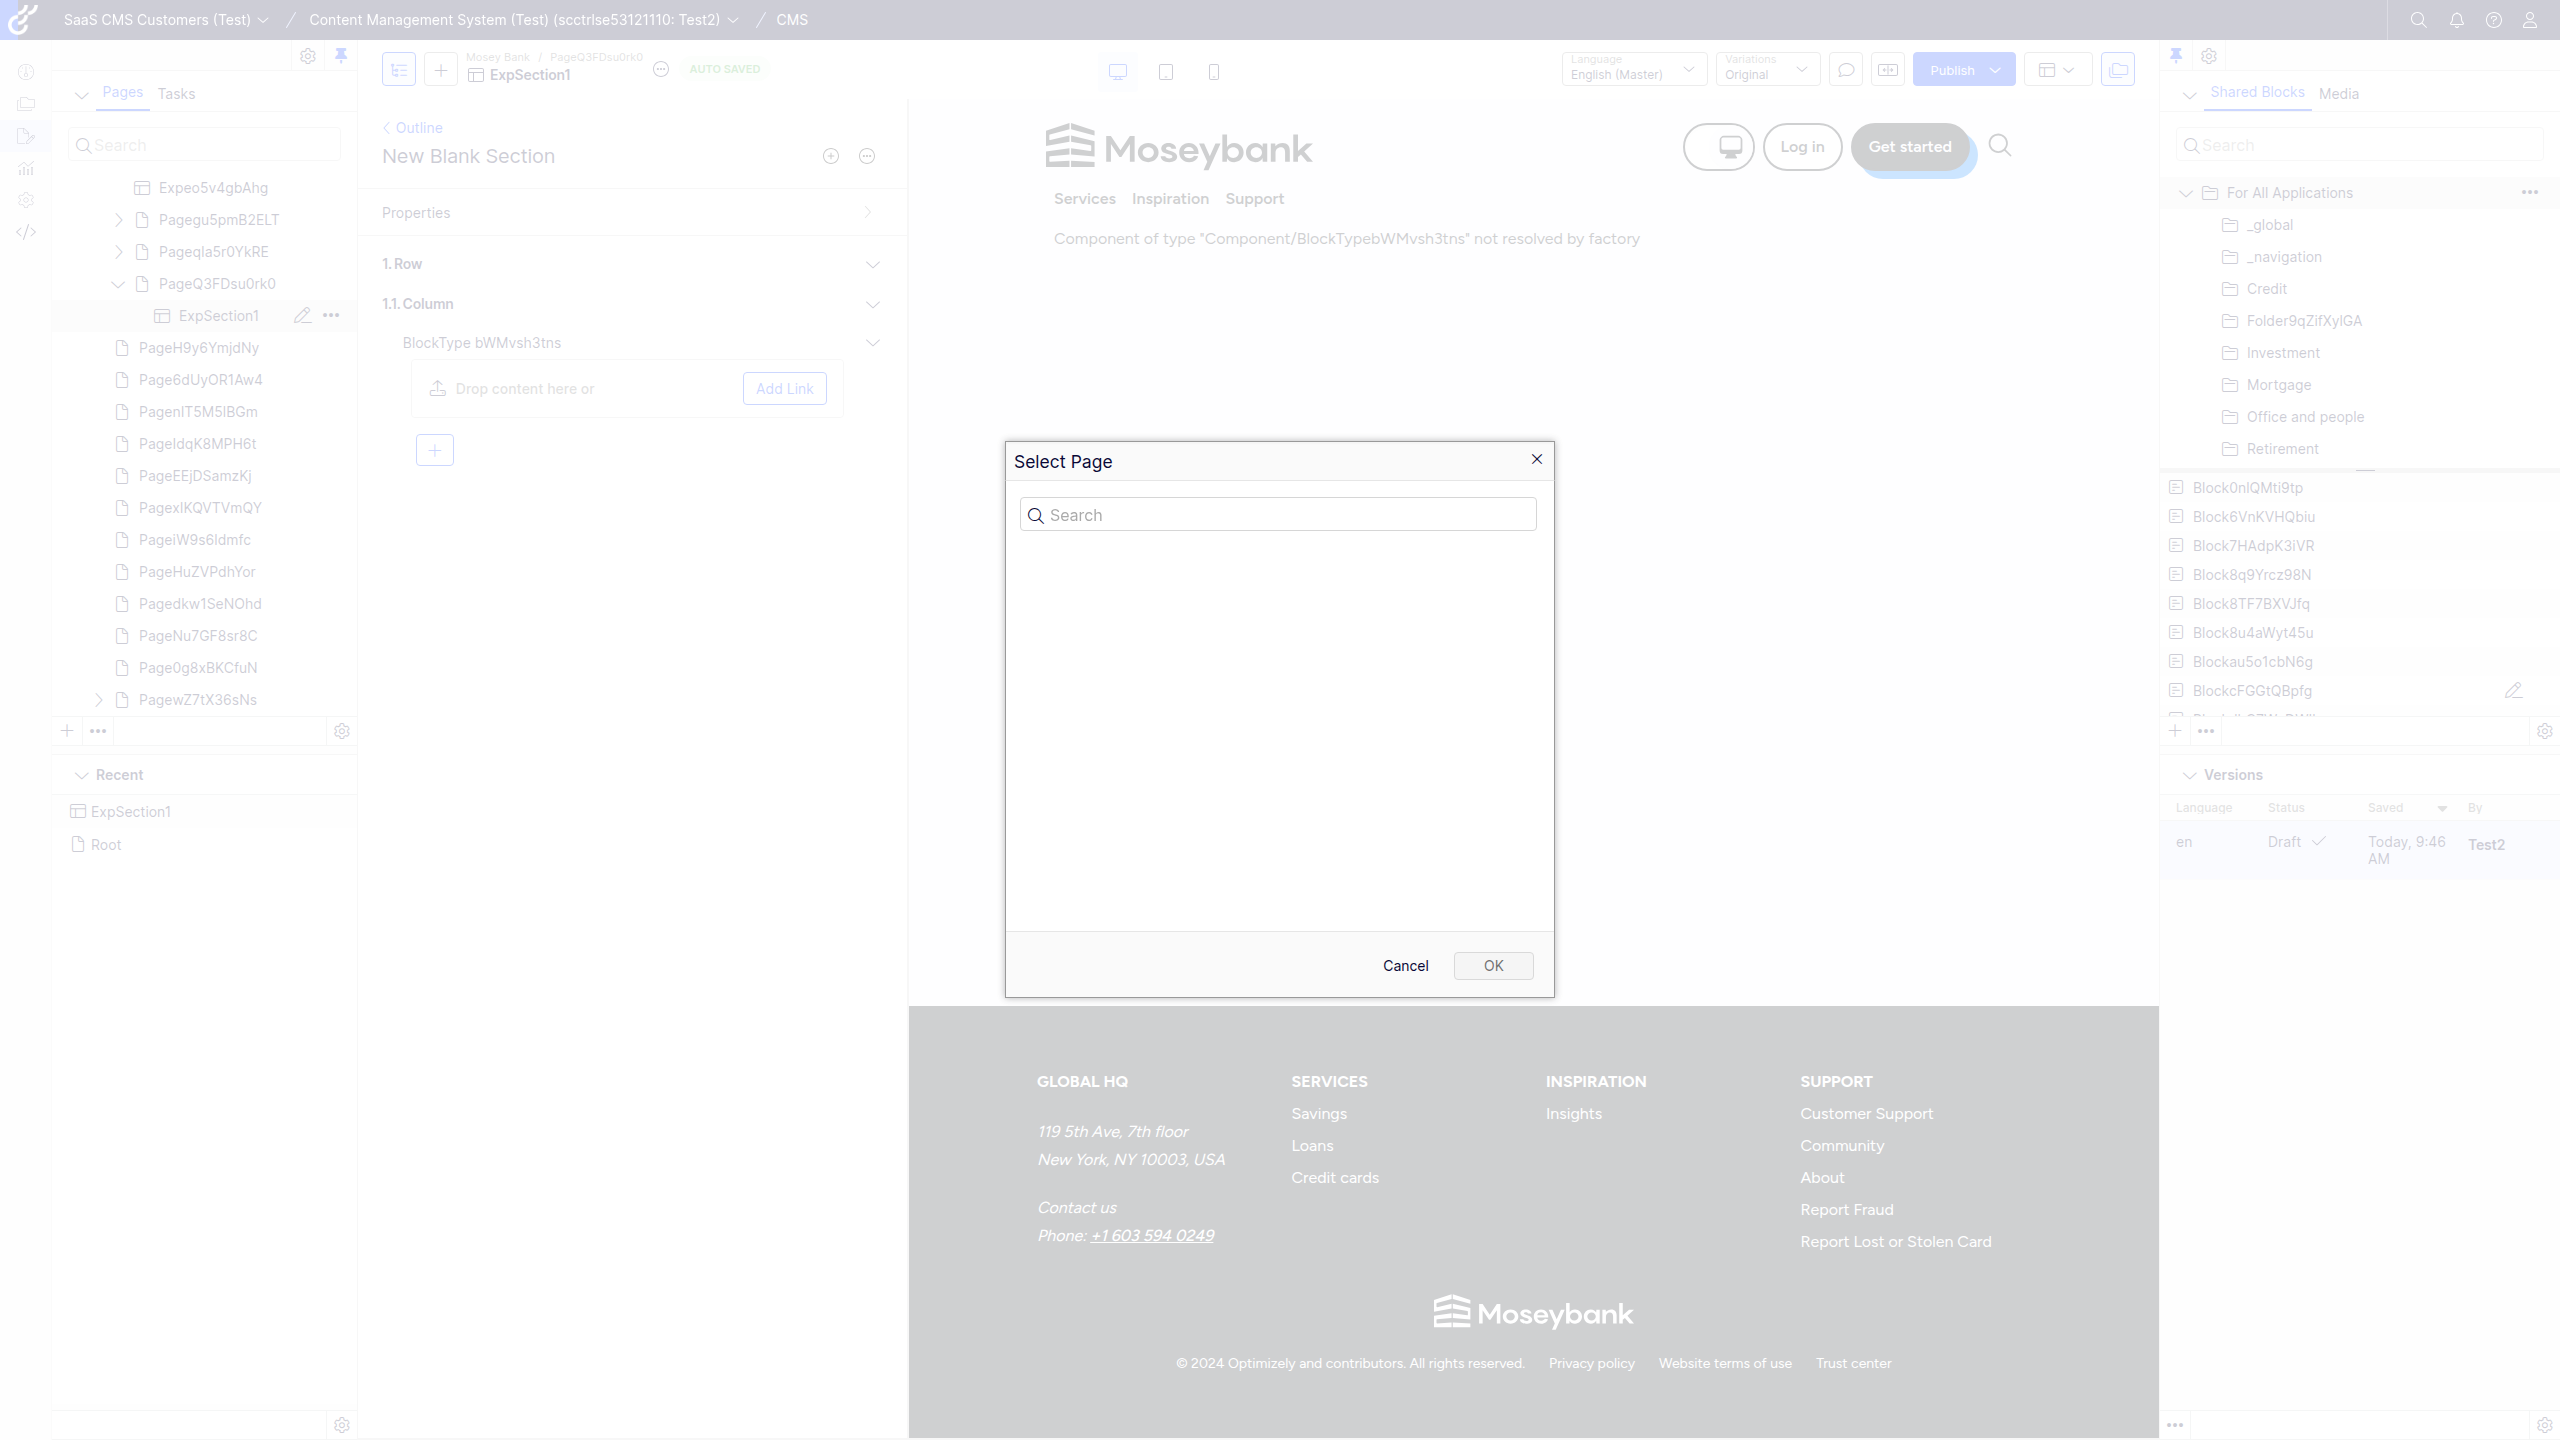 SaaS CMS Customers (Test) / Content Management System (Test) (scctrlse53121110: Test2) / CMS
Pages Tasks
Search
Expeo5v4gbAhg
Pagegu5pmB2ELT
Pageqla5r0YkRE
PageQ3FDsu0rk0
ExpSection1
PageH9y6YmjdNy
Page6dUyOR1Aw4
PagenIT5M5lBGm
PageIdqK8MPH6t
PageEEjDSamzKj
PagexIKQVTVmQY
PageiW9s6ldmfc
PageHuZVPdhYor
Pagedkw1SeNOhd
PageNu7GF8sr8C
Page0g8xBKCfuN
PagewZ7tX36sNs
Recent
ExpSection1
Root
Mosey Bank / PageQ3FDsu0rk0
ExpSection1
AUTO SAVED
Language
English (Master)
Variations
Original
Publish
Outline
New Blank Section
Properties
1. Row
1.1. Column
BlockType bWMvsh3tns
Drop content here or
Add Link
Moseybank
Log in
Get started
Services Inspiration Support
Component of type "Component/BlockTypebWMvsh3tns" not resolved by factory
Select Page
Search
Cancel
OK
GLOBAL HQ
119 5th Ave, 7th floor
New York, NY 10003, USA
Contact us
Phone: +1 603 594 0249
SERVICES
Savings
Loans
Credit cards
INSPIRATION
Insights
SUPPORT
Customer Support
Community
About
Report Fraud
Report Lost or Stolen Card
Moseybank
© 2024 Optimizely and contributors. All rights reserved. Privacy policy Website terms of use Trust center
Shared Blocks Media
Search
For All Applications
_global
_navigation
Credit
Folder9qZifXylGA
Investment
Mortgage
Office and people
Retirement
Block0nlQMti9tp
Block6VnKVHQbiu
Block7HAdpK3iVR
Block8q9Yrcz98N
Block8TF7BXVJfq
Block8u4aWyt45u
Blockau5o1cbN6g
BlockcFGGtQBpfg
Versions
Language Status Saved By
en Draft Today, 9:46 AM Test2